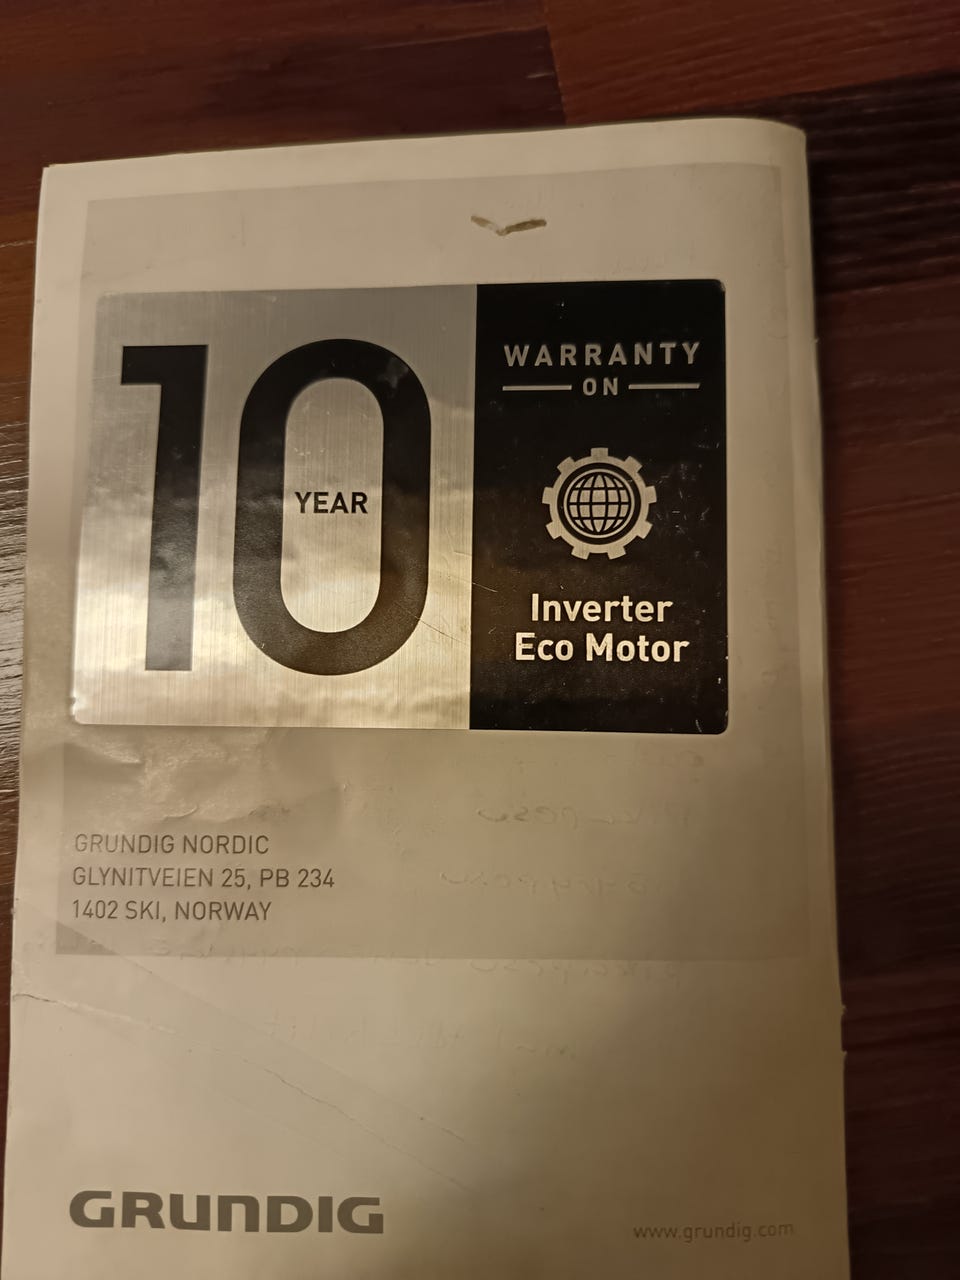 10
YEAR
WARRANTY
ON
Inverter
Eco Motor
GRUNDIG NORDIC
GLYNITVEIEN 25, PB 234
1402 SKI, NORWAY
GRUNDIG
www.grundig.com